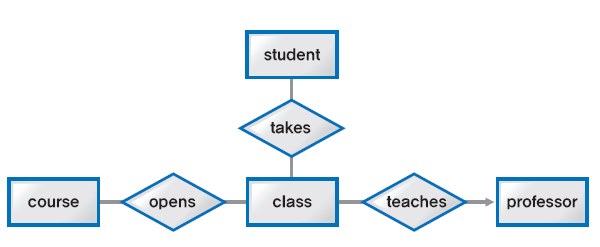 student
takes
course
opens
class
teaches
professor